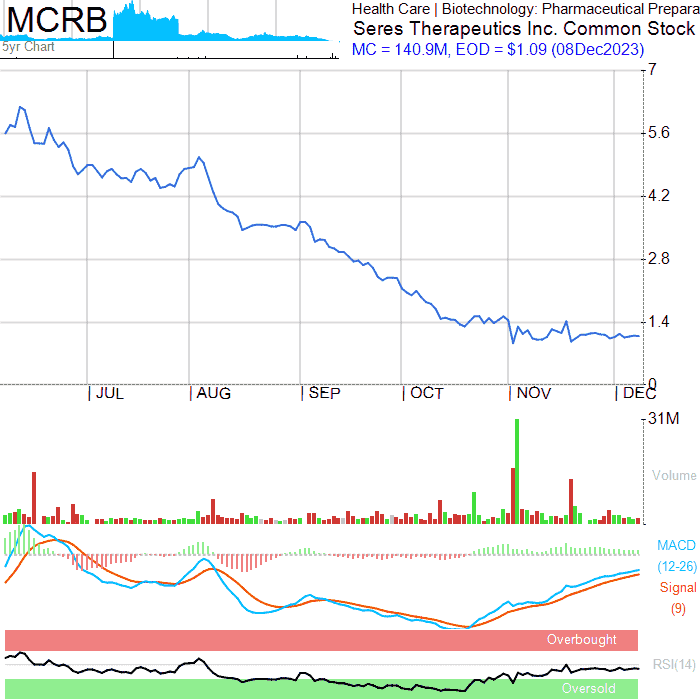 MCRB
5yr Chart
Health Care | Biotechnology: Pharmaceutical Prepara
Seres Therapeutics Inc. Common Stock
MC = 140.9M, EOD = $1.09 (08Dec2023)
7
5.6
4.2
2.8
1.4
0
JUL AUG SEP OCT NOV DEC
31M
Volume
MACD
(12-26)
Signal
(9)
Overbought
RSI(14)
Oversold